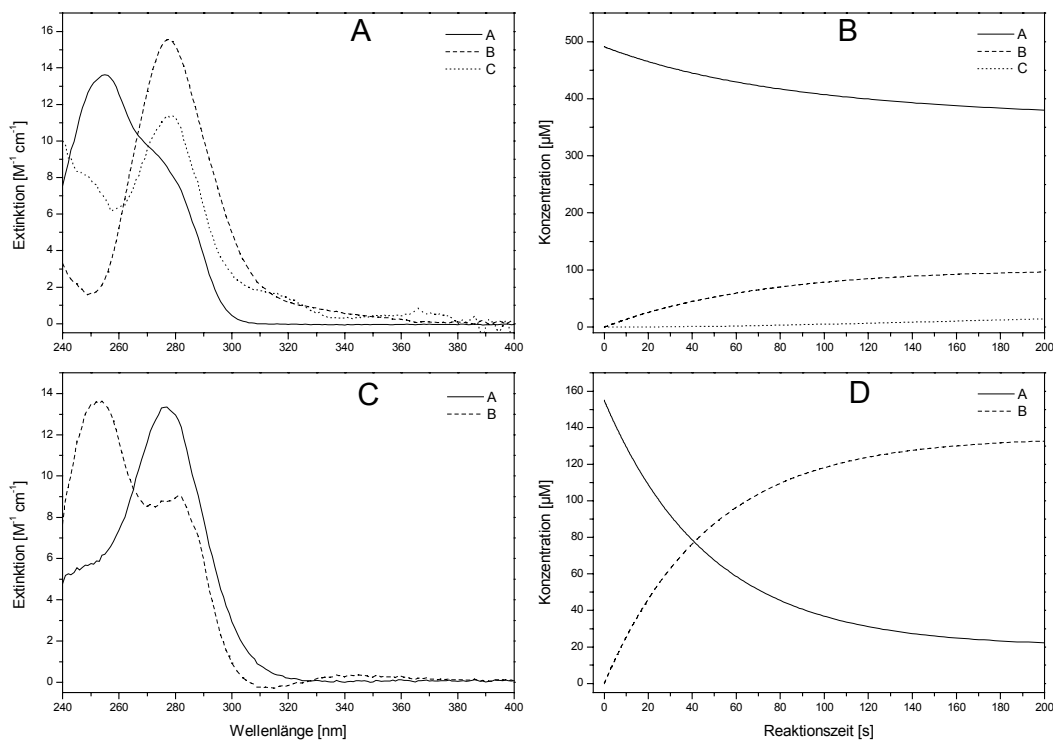 A
A
B
C
16
14
12
10
8
6
4
2
0
240 260 280 300 320 340 360 380 400
Extinktion [M⁻¹ cm⁻¹]
B
A
B
C
500
400
300
200
100
0
0 20 40 60 80 100 120 140 160 180 200
Konzentration [µM]
C
A
B
14
12
10
8
6
4
2
0
240 260 280 300 320 340 360 380 400
Extinktion [M⁻¹ cm⁻¹]
Wellenlänge [nm]
D
A
B
160
140
120
100
80
60
40
20
0
0 20 40 60 80 100 120 140 160 180 200
Konzentration [µM]
Reaktionszeit [s]